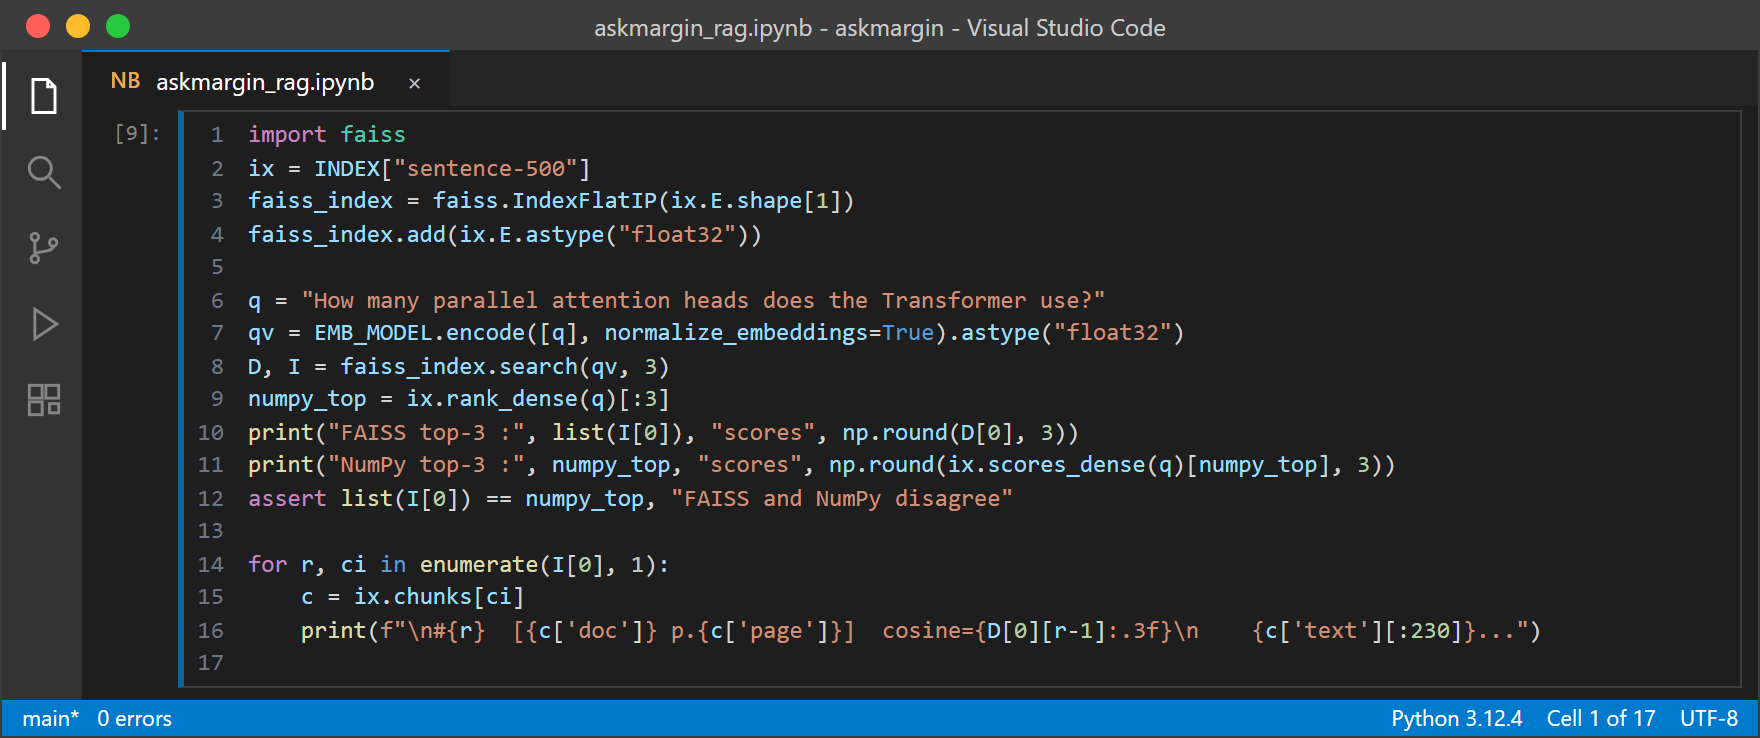 askmargin_rag.ipynb - askmargin - Visual Studio Code
NB askmargin_rag.ipynb ×
[9]:
1 import faiss
2 ix = INDEX["sentence-500"]
3 faiss_index = faiss.IndexFlatIP(ix.E.shape[1])
4 faiss_index.add(ix.E.astype("float32"))
5
6 q = "How many parallel attention heads does the Transformer use?"
7 qv = EMB_MODEL.encode([q], normalize_embeddings=True).astype("float32")
8 D, I = faiss_index.search(qv, 3)
9 numpy_top = ix.rank_dense(q)[:3]
10 print("FAISS top-3 :", list(I[0]), "scores", np.round(D[0], 3))
11 print("NumPy top-3 :", numpy_top, "scores", np.round(ix.scores_dense(q)[numpy_top], 3))
12 assert list(I[0]) == numpy_top, "FAISS and NumPy disagree"
13
14 for r, ci in enumerate(I[0], 1):
15     c = ix.chunks[ci]
16     print(f"\n#{r}  [{c['doc']} p.{c['page']}]  cosine={D[0][r-1]:.3f}\n    {c['text'][:230]}...")
17
main* 0 errors Python 3.12.4 Cell 1 of 17 UTF-8